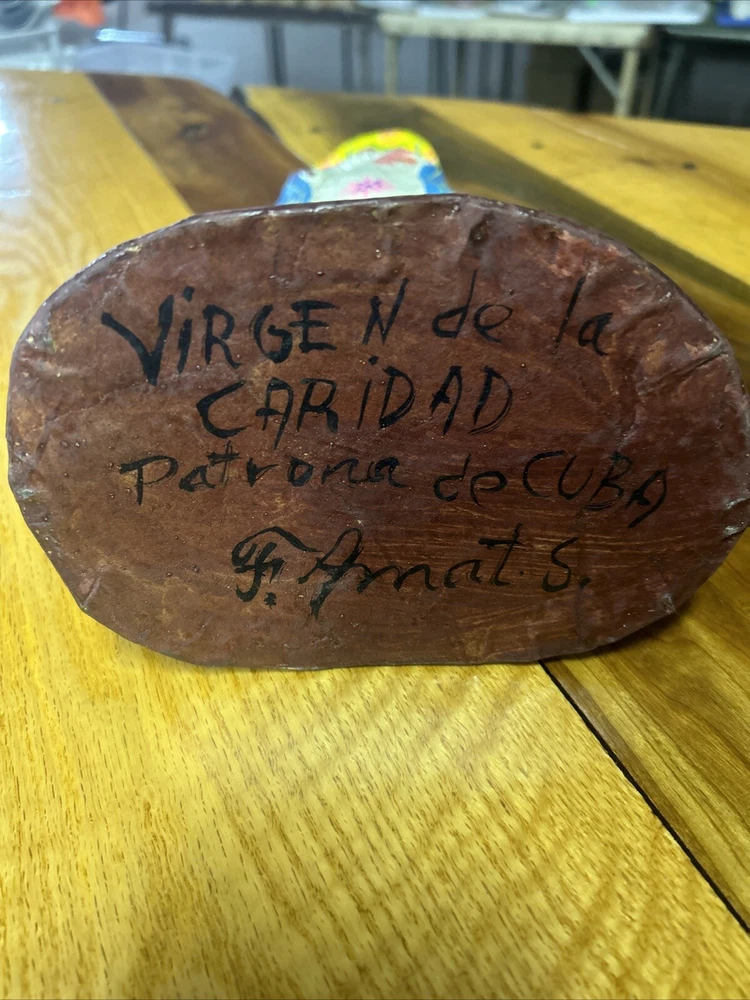 ViRGEN de la
CARiDAD
Patrona de CUBA
F. Amat. S.